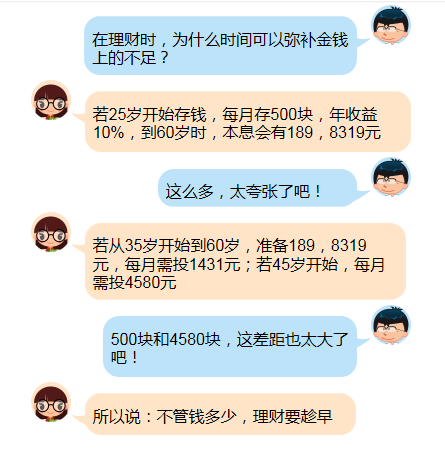 在理财时，为什么时间可以弥补金钱
上的不足？
若25岁开始存钱，每月存500块，年收益
10%，到60岁时，本息会有189，8319元
这么多，太夸张了吧！
若从35岁开始到60岁，准备189，8319
元，每月需投1431元；若45岁开始，每月
需投4580元
500块和4580块，这差距也太大了
吧！
所以说：不管钱多少，理财要趁早